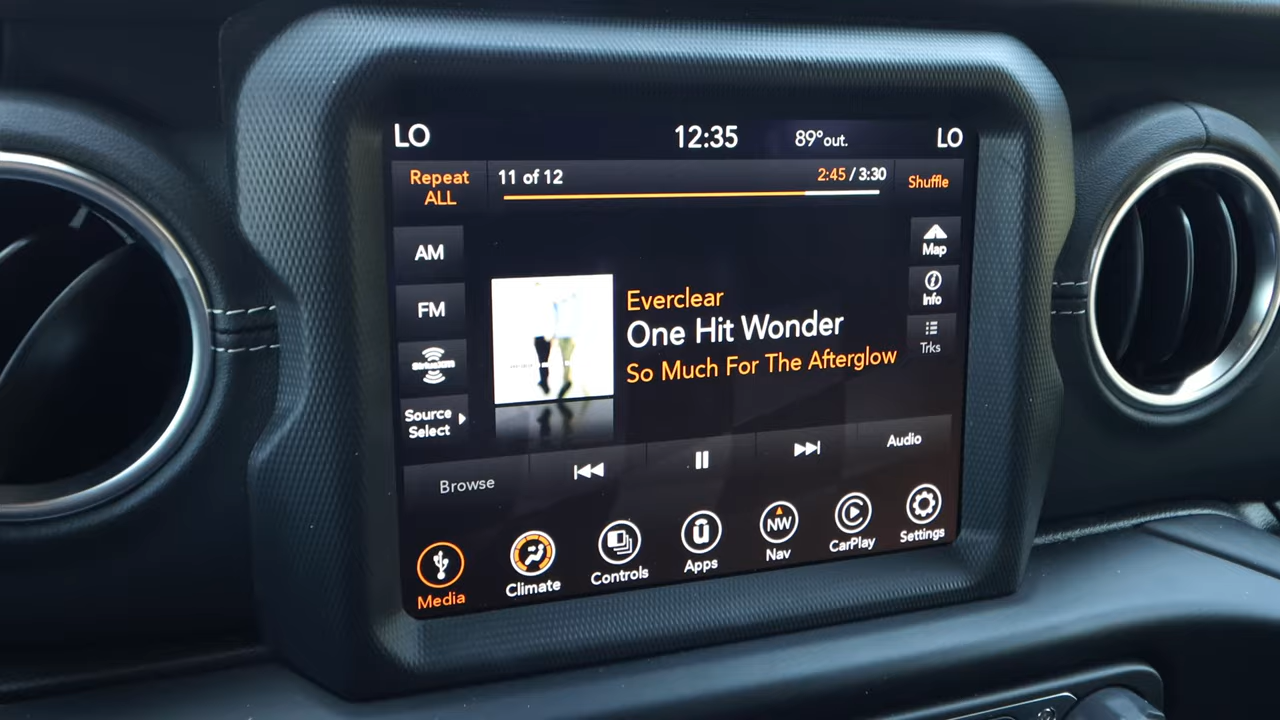 LO 12:35 89°out. LO
Repeat
ALL
11 of 12 2:45 / 3:30
Shuffle
AM
FM
SiriusXM
Source
Select
Map
Info
Trks
Everclear
One Hit Wonder
So Much For The Afterglow
Browse
Audio
Media
Climate
Controls
ū
Apps
NW
Nav
CarPlay
Settings